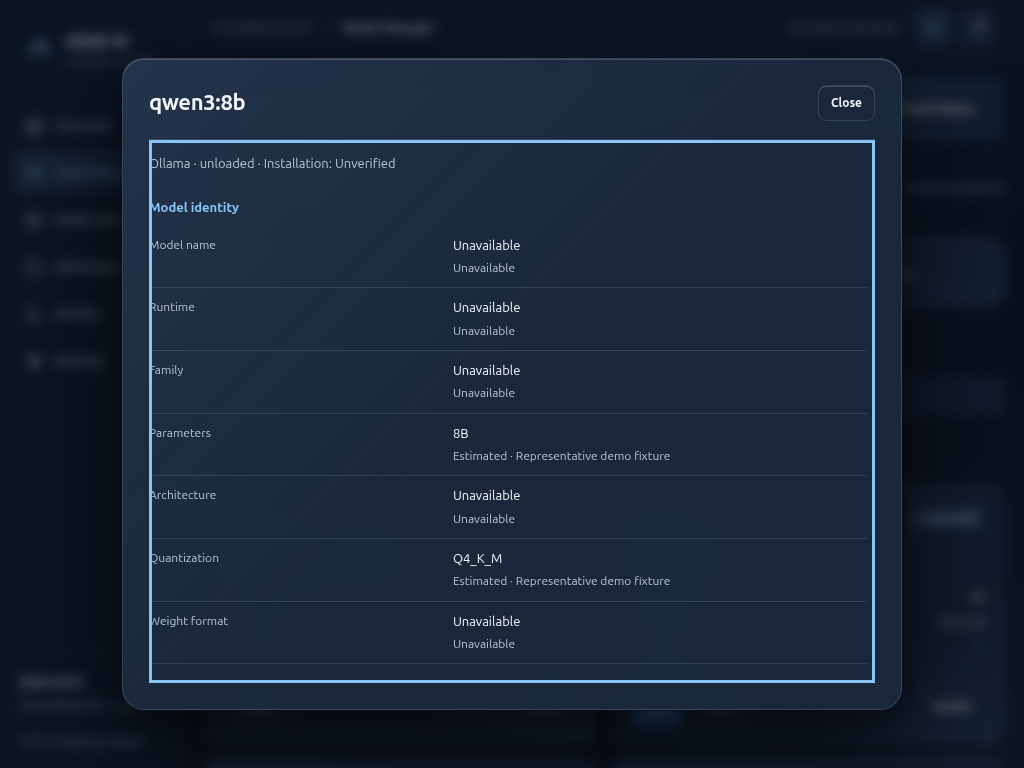 qwen3:8b
Close
Ollama · unloaded · Installation: Unverified
Model identity
Model name
Unavailable
Unavailable
Runtime
Unavailable
Unavailable
Family
Unavailable
Unavailable
Parameters
8B
Estimated · Representative demo fixture
Architecture
Unavailable
Unavailable
Quantization
Q4_K_M
Estimated · Representative demo fixture
Weight format
Unavailable
Unavailable